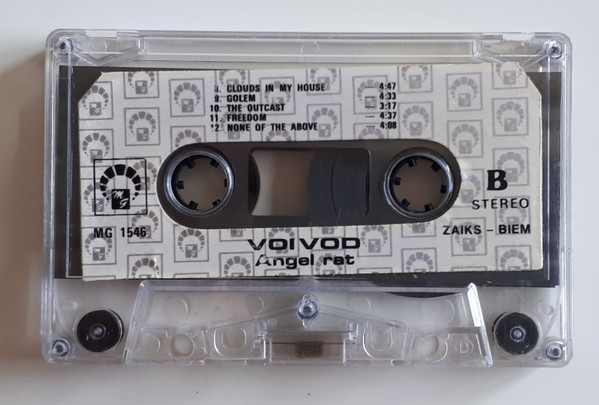 8. CLOUDS IN MY HOUSE 4:47
9. GOLEM 4:33
10. THE OUTCAST 3:17
11. FREEDOM — 4:37
12. NONE OF THE ABOVE 4:08
MG
B
STEREO
MG 1546
ZAIKS – BIEM
VOIVOD
Angel rat